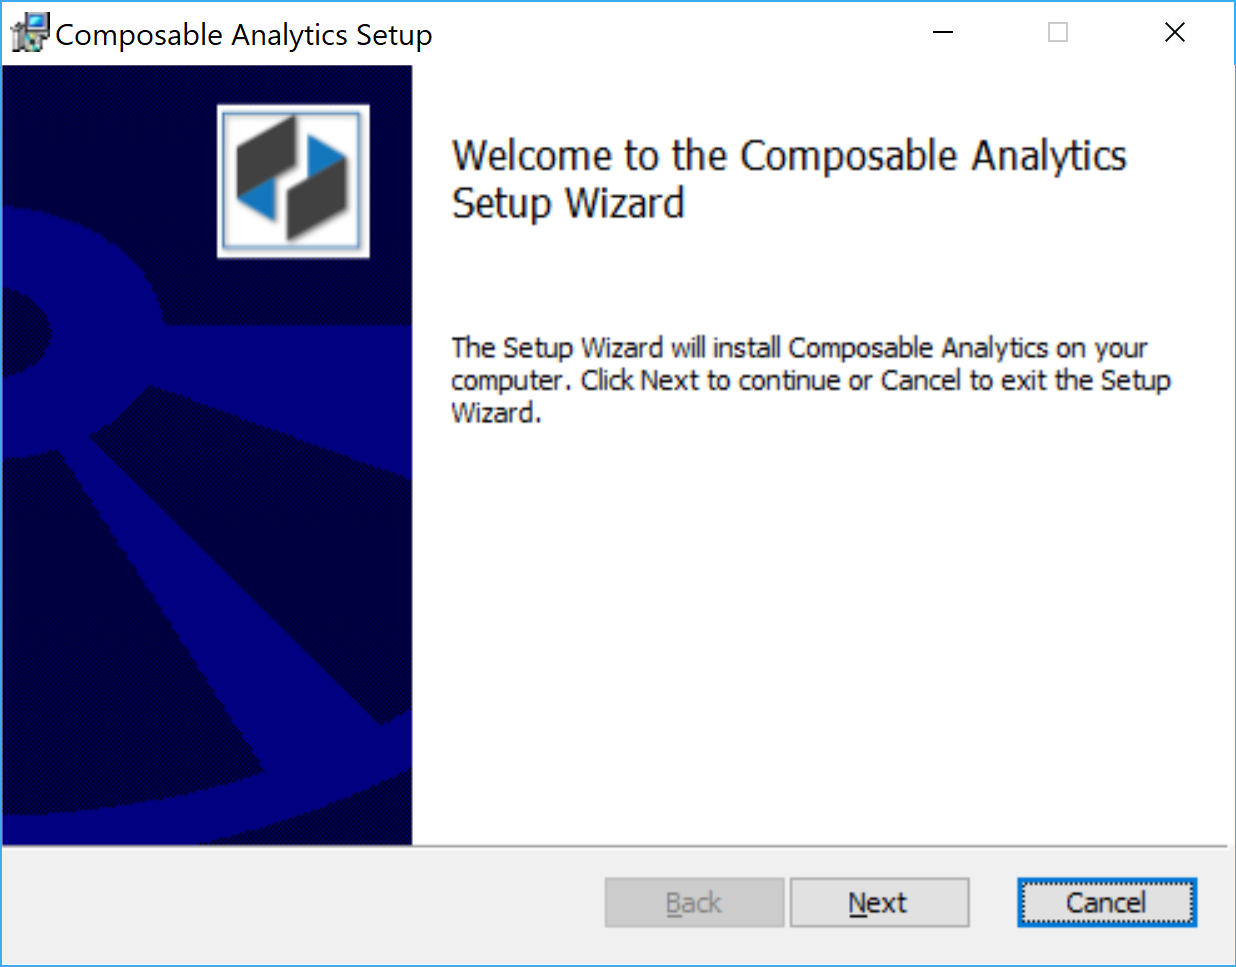 Composable Analytics Setup
Welcome to the Composable Analytics
Setup Wizard
The Setup Wizard will install Composable Analytics on your
computer. Click Next to continue or Cancel to exit the Setup
Wizard.
Back
Next
Cancel